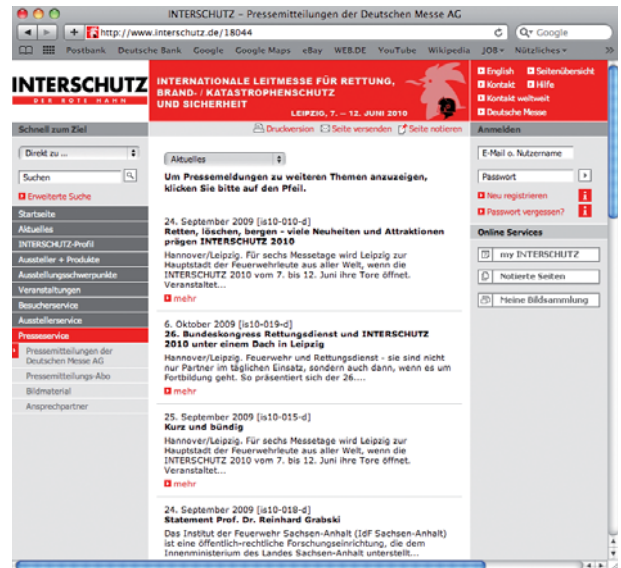 INTERSCHUTZ – Pressemitteilungen der Deutschen Messe AG
http://www.interschutz.de/18044
Google
Postbank Deutsche Bank Google Google Maps eBay WEB.DE YouTube Wikipedia JOB Nützliches
INTERSCHUTZ
DER ROTE HAHN
INTERNATIONALE LEITMESSE FÜR RETTUNG,
BRAND- / KATASTROPHENSCHUTZ
UND SICHERHEIT
LEIPZIG, 7. – 12. JUNI 2010
English Seitenübersicht
Kontakt Hilfe
Kontakt weltweit
Deutsche Messe
Schnell zum Ziel
Druckversion Seite versenden Seite notieren
Anmelden
Direkt zu ...
Suchen
Erweiterte Suche
Startseite
Aktuelles
INTERSCHUTZ-Profil
Aussteller + Produkte
Ausstellungsschwerpunkte
Veranstaltungen
Besucherservice
Ausstellerservice
Presseservice
Pressemitteilungen der
Deutschen Messe AG
Pressemitteilungs-Abo
Bildmaterial
Ansprechpartner
Aktuelles
Um Pressemeldungen zu weiteren Themen anzuzeigen,
klicken Sie bitte auf den Pfeil.
24. September 2009 [is10-010-d]
Retten, löschen, bergen - viele Neuheiten und Attraktionen
prägen INTERSCHUTZ 2010
Hannover/Leipzig. Für sechs Messetage wird Leipzig zur
Hauptstadt der Feuerwehrleute aus aller Welt, wenn die
INTERSCHUTZ 2010 vom 7. bis 12. Juni ihre Tore öffnet.
Veranstaltet...
mehr
6. Oktober 2009 [is10-019-d]
26. Bundeskongress Rettungsdienst und INTERSCHUTZ
2010 unter einem Dach in Leipzig
Hannover/Leipzig. Feuerwehr und Rettungsdienst - sie sind nicht
nur Partner im täglichen Einsatz, sondern auch dann, wenn es um
Fortbildung geht. So präsentiert sich der 26....
mehr
25. September 2009 [is10-015-d]
Kurz und bündig
Hannover/Leipzig. Für sechs Messetage wird Leipzig zur
Hauptstadt der Feuerwehrleute aus aller Welt, wenn die
INTERSCHUTZ 2010 vom 7. bis 12. Juni ihre Tore öffnet.
Veranstaltet...
mehr
24. September 2009 [is10-018-d]
Statement Prof. Dr. Reinhard Grabski
Das Institut der Feuerwehr Sachsen-Anhalt (IdF Sachsen-Anhalt)
ist eine öffentlich-rechtliche Forschungseinrichtung, die dem
Innenministerium des Landes Sachsen-Anhalt unterstellt...
E-Mail o. Nutzername
Passwort
Neu registrieren
Passwort vergessen?
Online Services
my INTERSCHUTZ
Notierte Seiten
Meine Bildsammlung